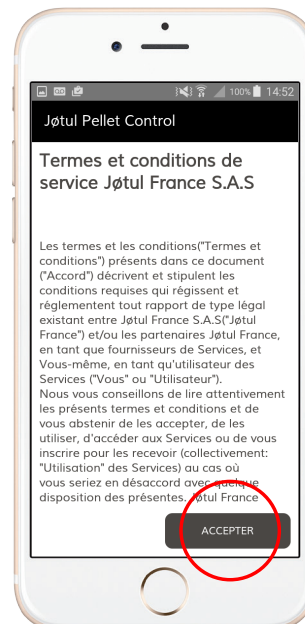 100% 14:52
Jøtul Pellet Control
Termes et conditions de
service Jøtul France S.A.S
Les termes et les conditions("Termes et
conditions") présents dans ce document
("Accord") décrivent et stipulent les
conditions requises qui régissent et
réglementent tout rapport de type légal
existant entre Jøtul France S.A.S("Jøtul
France") et/ou les partenaires Jøtul France,
en tant que fournisseurs de Services, et
Vous-même, en tant qu'utilisateur des
Services ("Vous" ou "Utilisateur").
Nous vous conseillons de lire attentivement
les présents termes et conditions et de
vous abstenir de les accepter, de les
utiliser, d'accéder aux Services ou de vous
inscrire pour les recevoir (collectivement:
"Utilisation" des Services) au cas où
vous seriez en désaccord avec quelque
disposition des présentes. Jøtul France
ACCEPTER